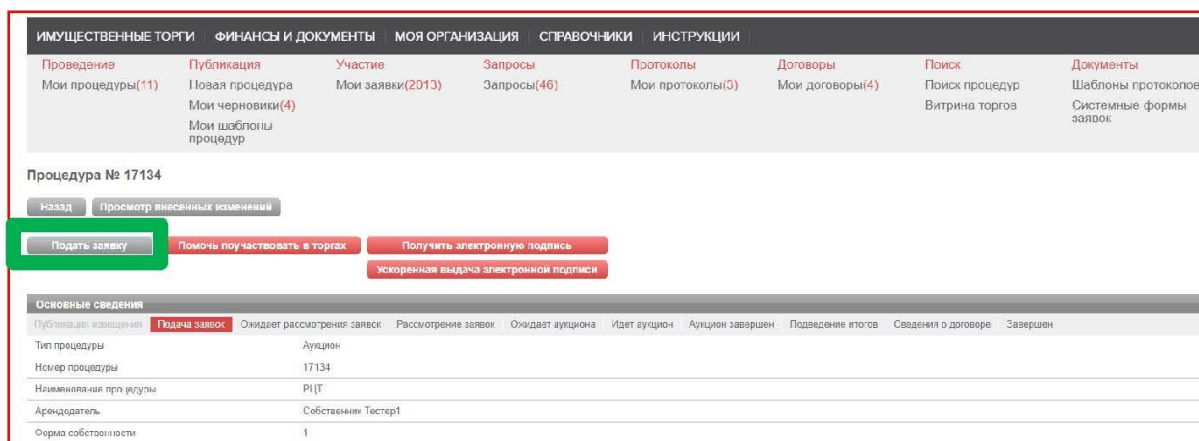 ИМУЩЕСТВЕННЫЕ ТОРГИ ФИНАНСЫ И ДОКУМЕНТЫ МОЯ ОРГАНИЗАЦИЯ СПРАВОЧНИКИ ИНСТРУКЦИИ
Проведение Публикация Участие Запросы Протоколы Договоры Поиск Документы
Мои процедуры(11) Новая процедура Мои заявки(2013) Запросы(46) Мои протоколы(3) Мои договоры(4) Поиск процедур Шаблоны протоколов
Мои черновики(4) Витрина торгов Системные формы
Мои шаблоны заявок
процедур
Процедура № 17134
Назад Просмотр внесенных изменений
Подать заявку Помочь поучаствовать в торгах Получить электронную подпись
Ускоренная выдача электронной подписи
Основные сведения
Публикация извещения Подача заявок Ожидает рассмотрения заявок Рассмотрение заявок Ожидает аукциона Идет аукцион Аукцион завершен Подведение итогов Сведения о договоре Завершен
Тип процедуры Аукцион
Номер процедуры 17134
Наименование процедуры РЦТ
Арендодатель Собственник Тестер1
Форма собственности 1